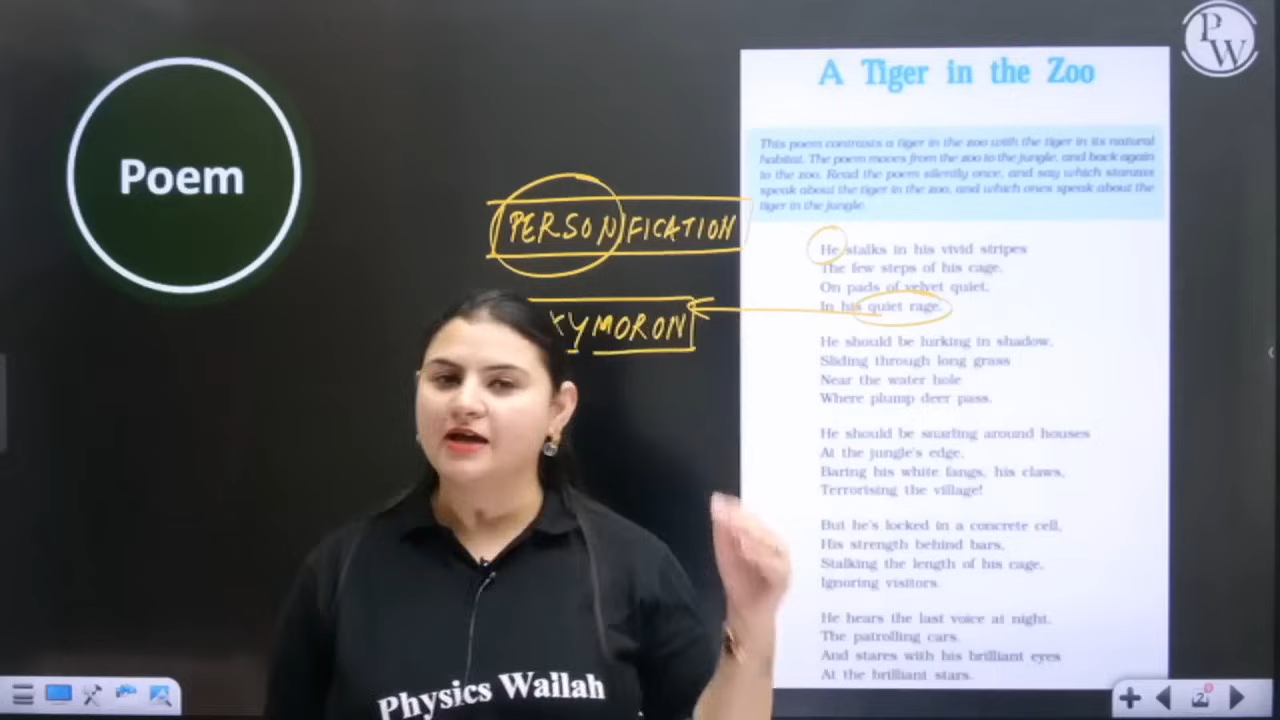 Poem
PERSONIFICATION
XYMORON
PW
A Tiger in the Zoo
This poem contrasts a tiger in the zoo with the tiger in its natural
habitat. The poem moves from the zoo to the jungle, and back again
to the zoo. Read the poem silently once, and say which stanzas
speak about the tiger in the zoo, and which ones speak about the
tiger in the jungle.
He stalks in his vivid stripes
The few steps of his cage,
On pads of velvet quiet,
In his quiet rage.
He should be lurking in shadow,
Sliding through long grass
Near the water hole
Where plump deer pass.
He should be snarling around houses
At the jungle's edge,
Baring his white fangs, his claws,
Terrorising the village!
But he's locked in a concrete cell,
His strength behind bars,
Stalking the length of his cage,
Ignoring visitors.
He hears the last voice at night,
The patrolling cars,
And stares with his brilliant eyes
At the brilliant stars.
Physics Wallah
2